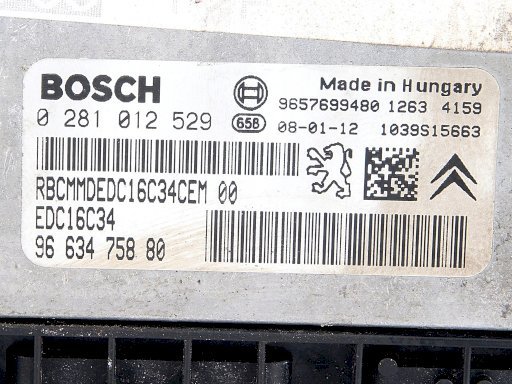 BOSCH
Made in Hungary
9657699480 1263 4159
0 281 012 529 658 08-01-12 1039S15663
RBCMMDEDC16C34CEM 00
EDC16C34
96 634 758 80